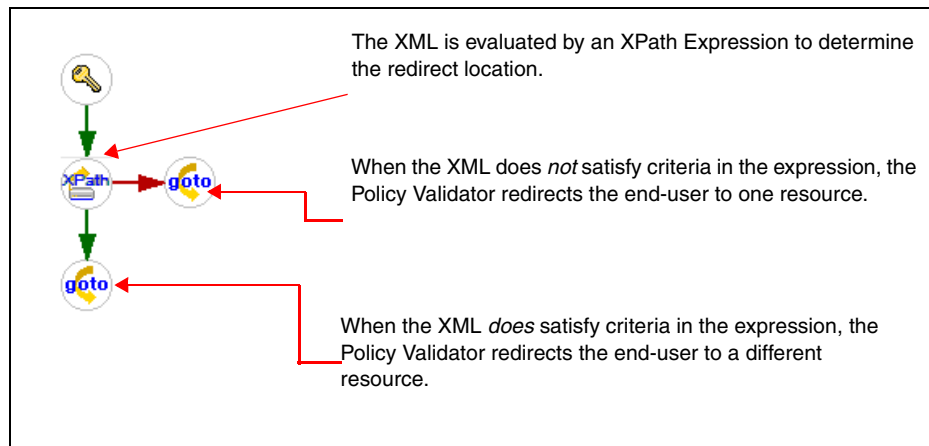 The XML is evaluated by an XPath Expression to determine
the redirect location.
XPath
goto
When the XML does not satisfy criteria in the expression, the
Policy Validator redirects the end-user to one resource.
goto
When the XML does satisfy criteria in the expression, the
Policy Validator redirects the end-user to a different
resource.